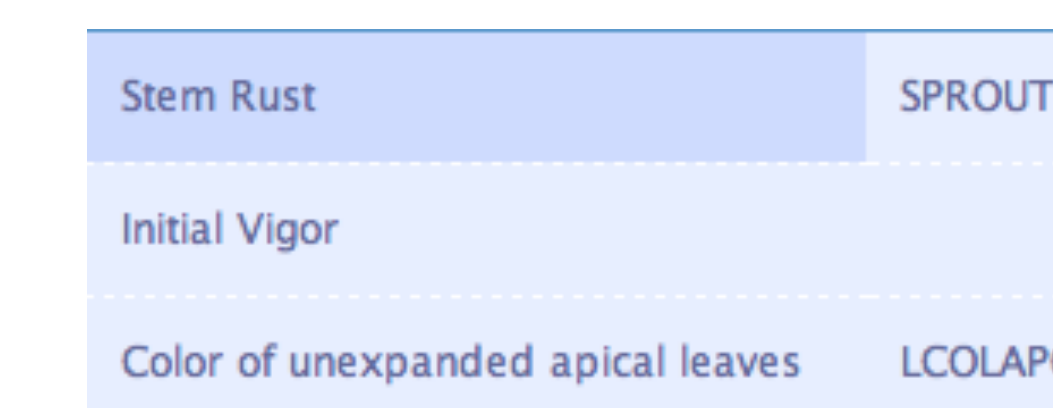 Stem Rust SPROUT
Initial Vigor
Color of unexpanded apical leaves LCOLAP